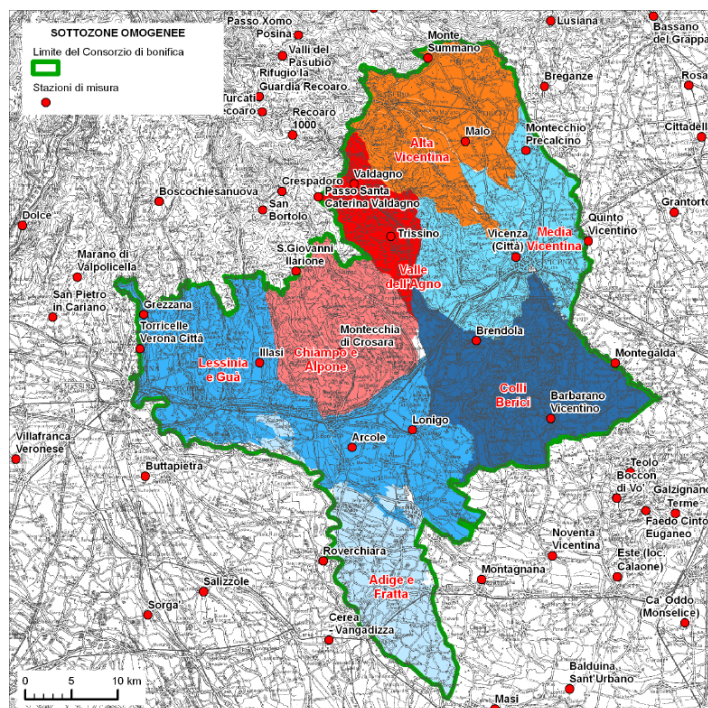 SOTTOZONE OMOGENEE
Limite del Consorzio di bonifica
Stazioni di misura
Passo Xomo
Posina
Valli del
Pasubio
Rifugio la
Guardia Recoaro
Turcati
Recoaro
Recoaro
1000
Monte
Summano
Lusiana
Bassano
del Grappa
Breganze
Rosa
Cittadella
Malo
Montecchio
Precalcino
Alta
Vicentina
Valdagno
Crespadoro
Passo Santa
Caterina Valdagno
Boscochiesanuova
San
Bortolo
Dolce
Grantorto
Quinto
Vicentino
Vicenza
(Città)
Media
Vicentina
Trissino
Valle
dell'Agno
S.Giovanni
Ilarione
Marano di
Valpolicella
San Pietro
in Cariano
Grezzana
Torricelle
Verona Città
Montecchia
di Crosara
Brendola
Lessinia
e Guà
Illasi
Chiampo e
Alpone
Montegalda
Colli
Berici
Barbarano
Vicentino
Lonigo
Arcole
Villafranca
Veronese
Buttapietra
Teolo
Boccon
di Vo'
Galzignano
Terme
Faedo Cinto
Euganeo
Noventa
Vicentina
Este (loc.
Calaone)
Roverchiara
Adige e
Fratta
Montagnana
Salizzole
Sorga'
Ca' Oddo
(Monselice)
Cerea
Vangadizza
Balduina
Sant'Urbano
Masi
0 5 10 km